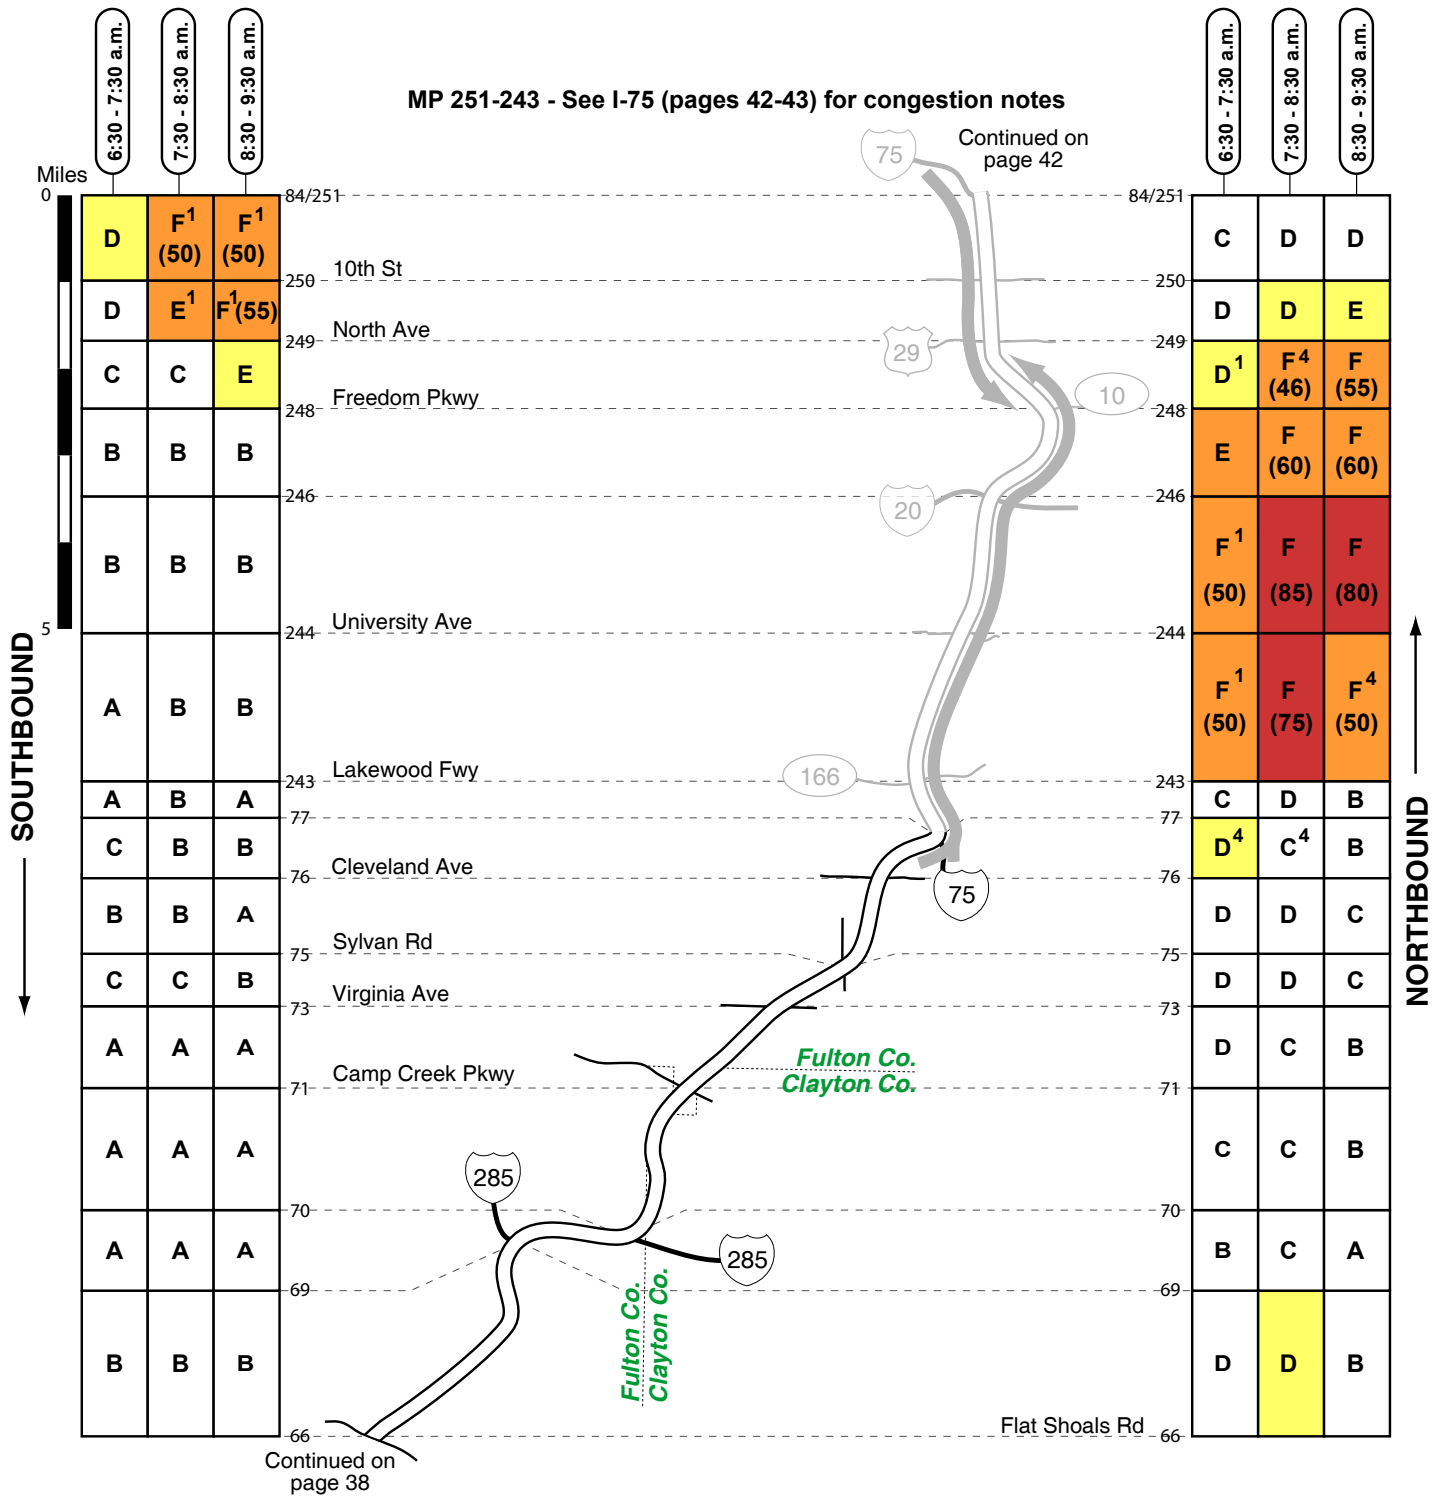 6:30 - 7:30 a.m.
7:30 - 8:30 a.m.
8:30 - 9:30 a.m.
6:30 - 7:30 a.m.
7:30 - 8:30 a.m.
8:30 - 9:30 a.m.
MP 251-243 - See I-75 (pages 42-43) for congestion notes
Continued on
page 42
75
Miles
0
5
SOUTHBOUND
NORTHBOUND
84/251
84/251
D F1 (50) F1 (50)
C D D
10th St
250
250
D E1 F1(55)
D D E
North Ave
249
249
29
C C E
D1 F4 (46) F (55)
Freedom Pkwy
248
248
10
B B B
E F (60) F (60)
246
246
20
B B B
F1 (50) F (85) F (80)
University Ave
244
244
A B B
F1 (50) F (75) F4 (50)
Lakewood Fwy
243
243
166
A B A
C D B
77
77
C B B
D4 C4 B
Cleveland Ave
76
76
75
B B A
D D C
Sylvan Rd
75
75
C C B
D D C
Virginia Ave
73
73
A A A
D C B
Fulton Co.
Clayton Co.
Camp Creek Pkwy
71
71
A A A
C C B
285
70
70
A A A
B C A
285
69
69
Fulton Co.
Clayton Co.
B B B
D D B
Flat Shoals Rd
66
66
Continued on
page 38